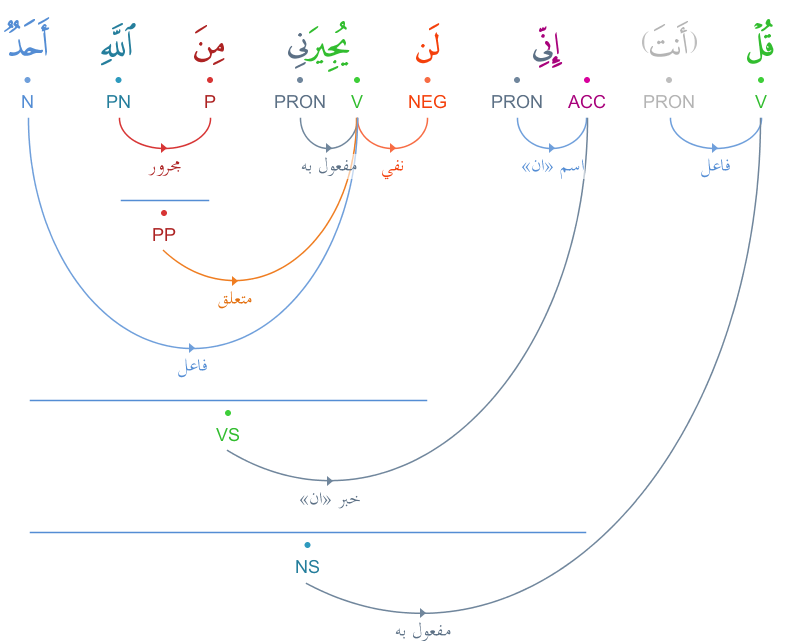 قُلْ (أَنتَ) إِنِّى لَن يُجِيرَنِى مِنَ ٱللَّهِ أَحَدٌ
V PRON ACC PRON NEG V PRON P PN N
فاعل اسم «ان» نفي مفعول به مجرور
PP
متعلق
فاعل
VS
خبر «ان»
NS
مفعول به